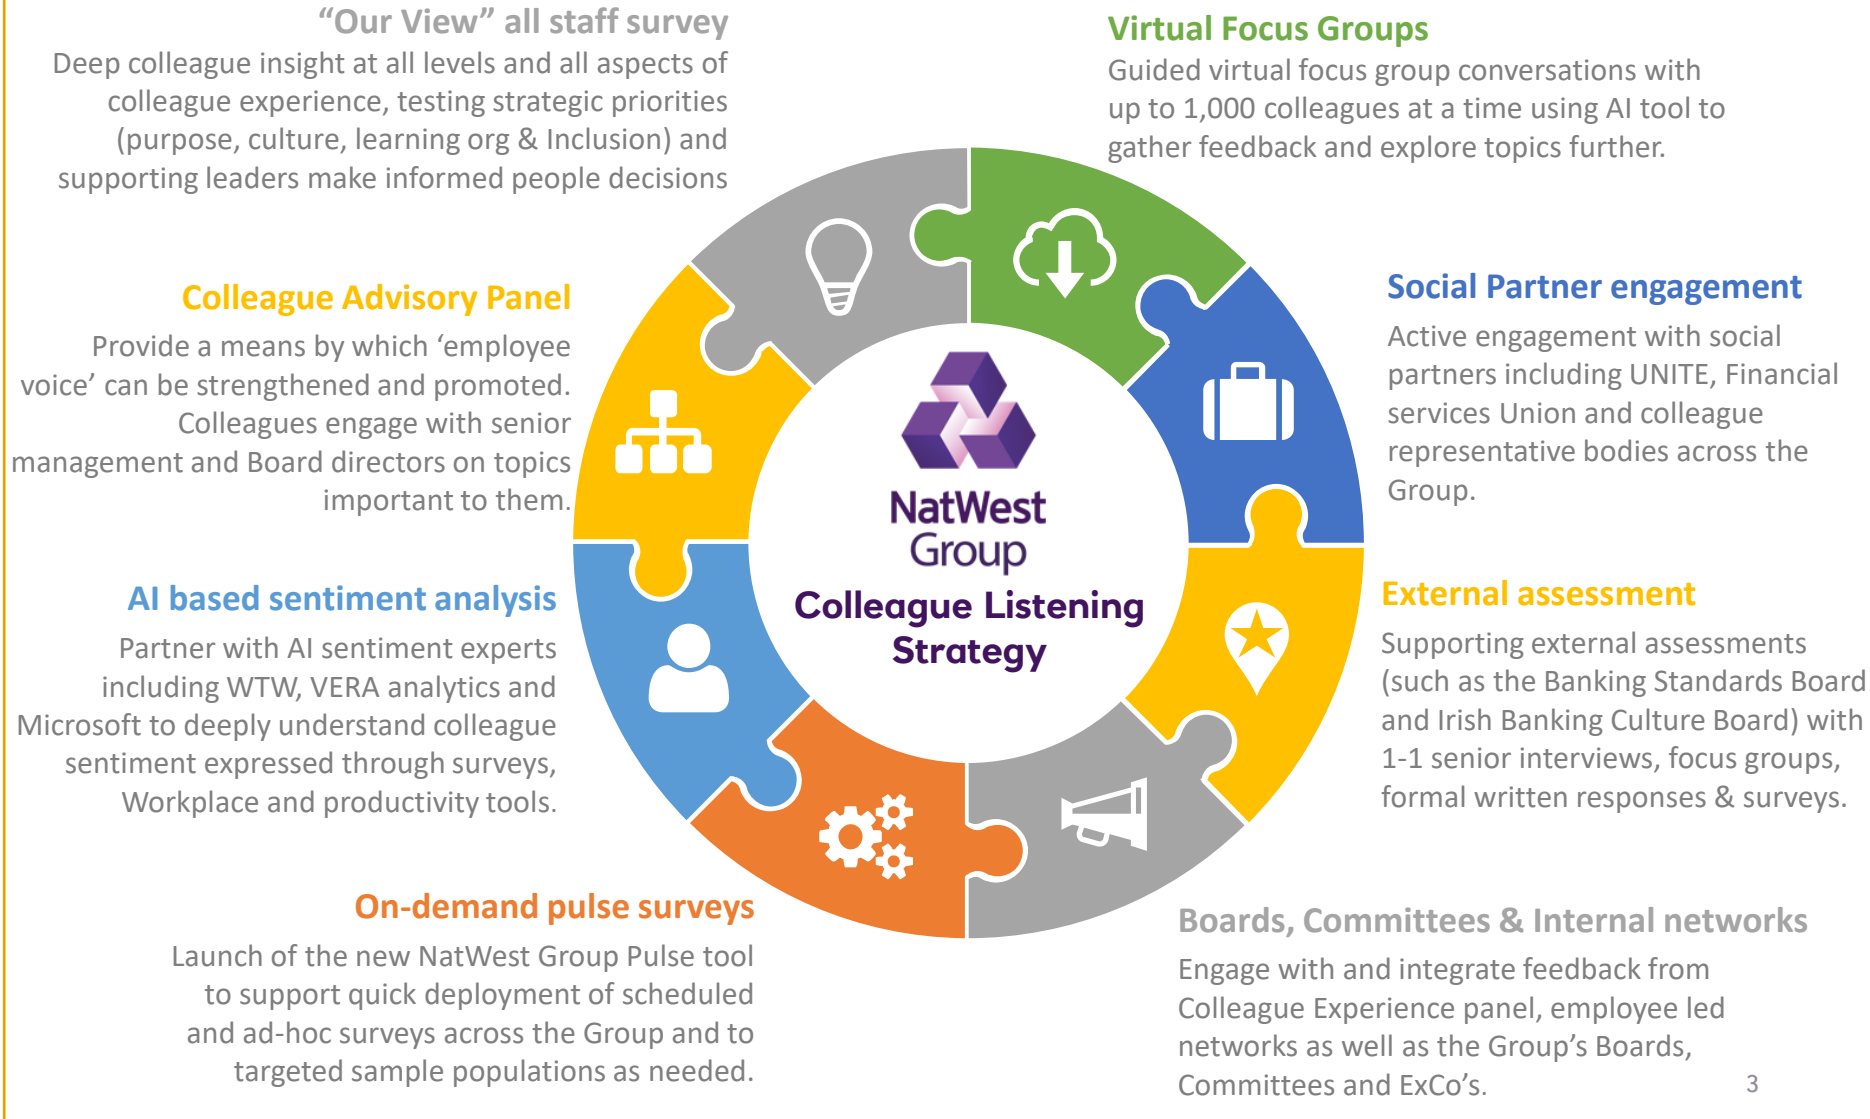 “Our View” all staff survey
Deep colleague insight at all levels and all aspects of
colleague experience, testing strategic priorities
(purpose, culture, learning org & Inclusion) and
supporting leaders make informed people decisions
Virtual Focus Groups
Guided virtual focus group conversations with
up to 1,000 colleagues at a time using AI tool to
gather feedback and explore topics further.
Colleague Advisory Panel
Provide a means by which ‘employee
voice’ can be strengthened and promoted.
Colleagues engage with senior
management and Board directors on topics
important to them.
Social Partner engagement
Active engagement with social
partners including UNITE, Financial
services Union and colleague
representative bodies across the
Group.
NatWest
Group
Colleague Listening
Strategy
AI based sentiment analysis
Partner with AI sentiment experts
including WTW, VERA analytics and
Microsoft to deeply understand colleague
sentiment expressed through surveys,
Workplace and productivity tools.
External assessment
Supporting external assessments
(such as the Banking Standards Board
and Irish Banking Culture Board) with
1-1 senior interviews, focus groups,
formal written responses & surveys.
On-demand pulse surveys
Launch of the new NatWest Group Pulse tool
to support quick deployment of scheduled
and ad-hoc surveys across the Group and to
targeted sample populations as needed.
Boards, Committees & Internal networks
Engage with and integrate feedback from
Colleague Experience panel, employee led
networks as well as the Group’s Boards,
Committees and ExCo’s.
3